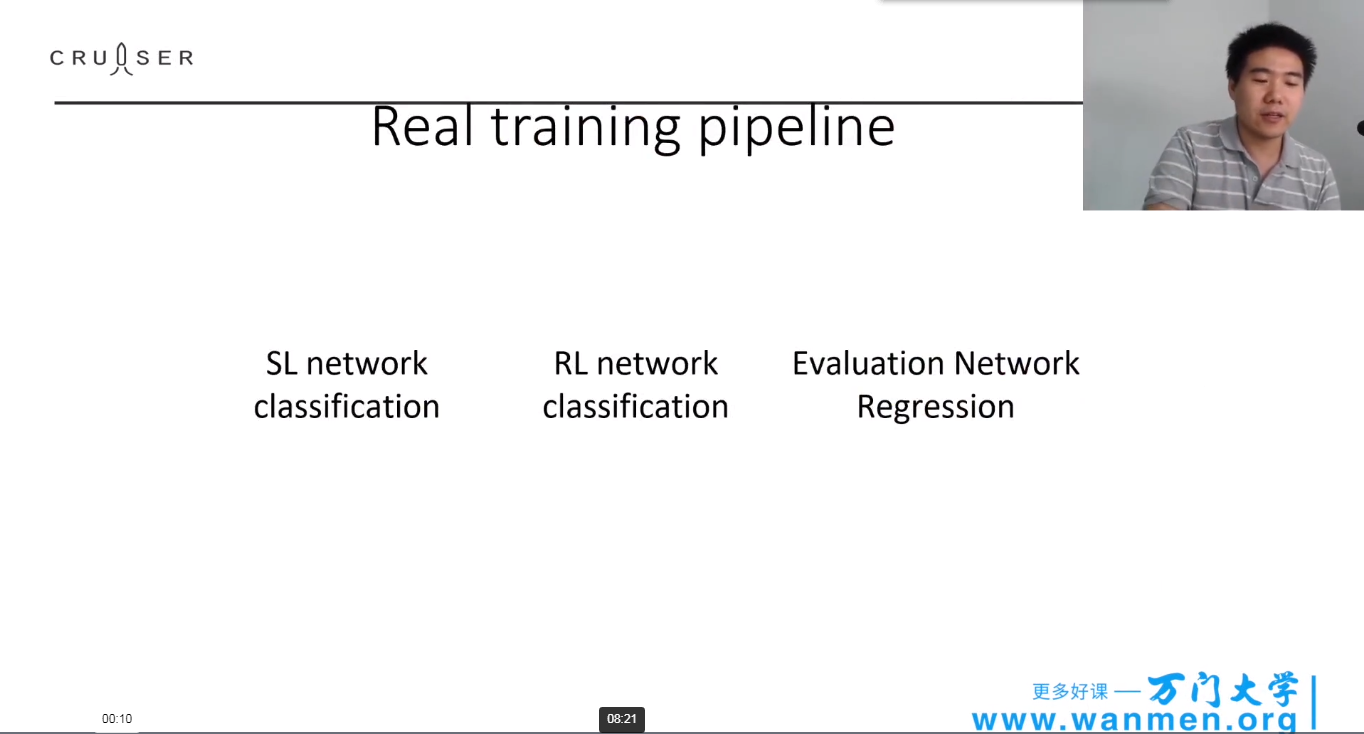 CRUISER
Real training pipeline
SL network
classification
RL network
classification
Evaluation Network
Regression
更多好课 — 万门大学
www.wanmen.org
00:10
08:21